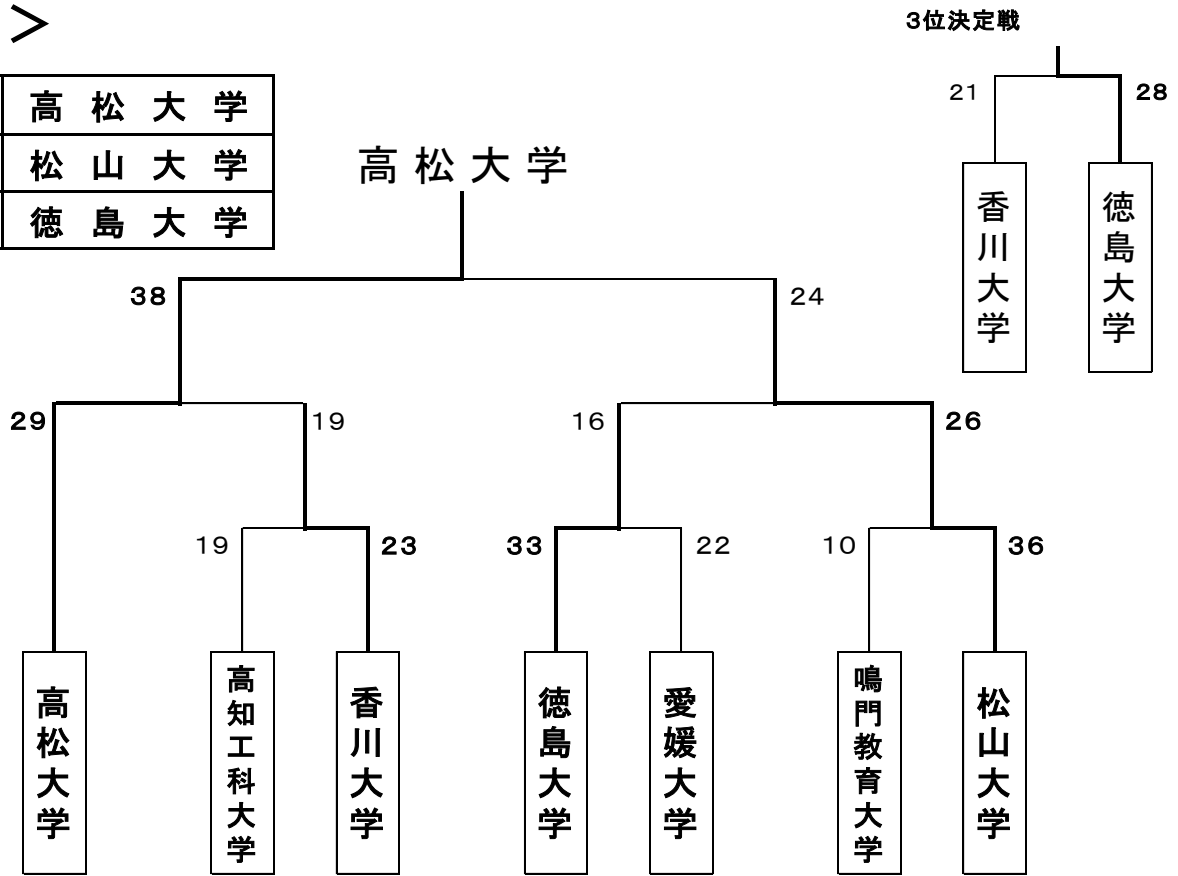 >
3位決定戦
21 28
香川大学
徳島大学
高松大学
松山大学
徳島大学
高松大学
38 24
29 19 16 26
19 23 33 22 10 36
高松大学
高知工科大学
香川大学
徳島大学
愛媛大学
鳴門教育大学
松山大学